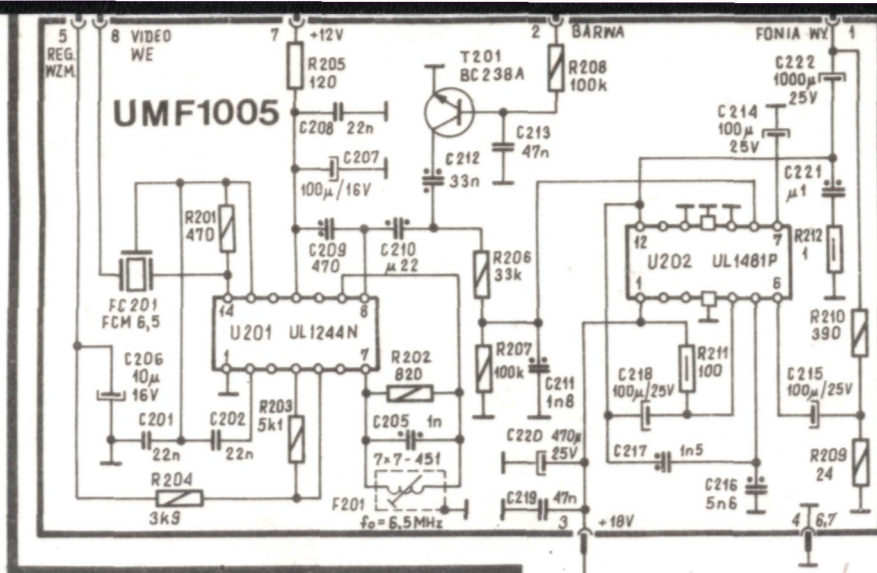 5 8 VIDEO 7 +12V 2 BARWA FONIA WY. 1
REG. WE
WZM.
R205
120
T201
BC238A
R208
100k
C222
1000µ
25V
UMF1005
C208 22n
C207
100µ/16V
C212
33n
C213
47n
C214
100µ
25V
C221
µ1
R201
470
C209
470
C210
µ22
R206
33k
12 7
U202 UL1481P
1 6
R212
1
FC201
FCM 6,5
14 8
U201 UL1244N
1 7
R210
390
C206
10µ
16V
R202
820
R207
100k
C211
1n8
C218
100µ/25V
R211
100
C215
100µ/25V
C201
22n
C202
22n
R203
5k1
C205 1n
7×7-451
C220 470µ
25V
C217 1n5
R209
24
R204
3k9
F201
f₀=6,5MHz
C219 47n
C216
5n6
3 +18V 4 6,7